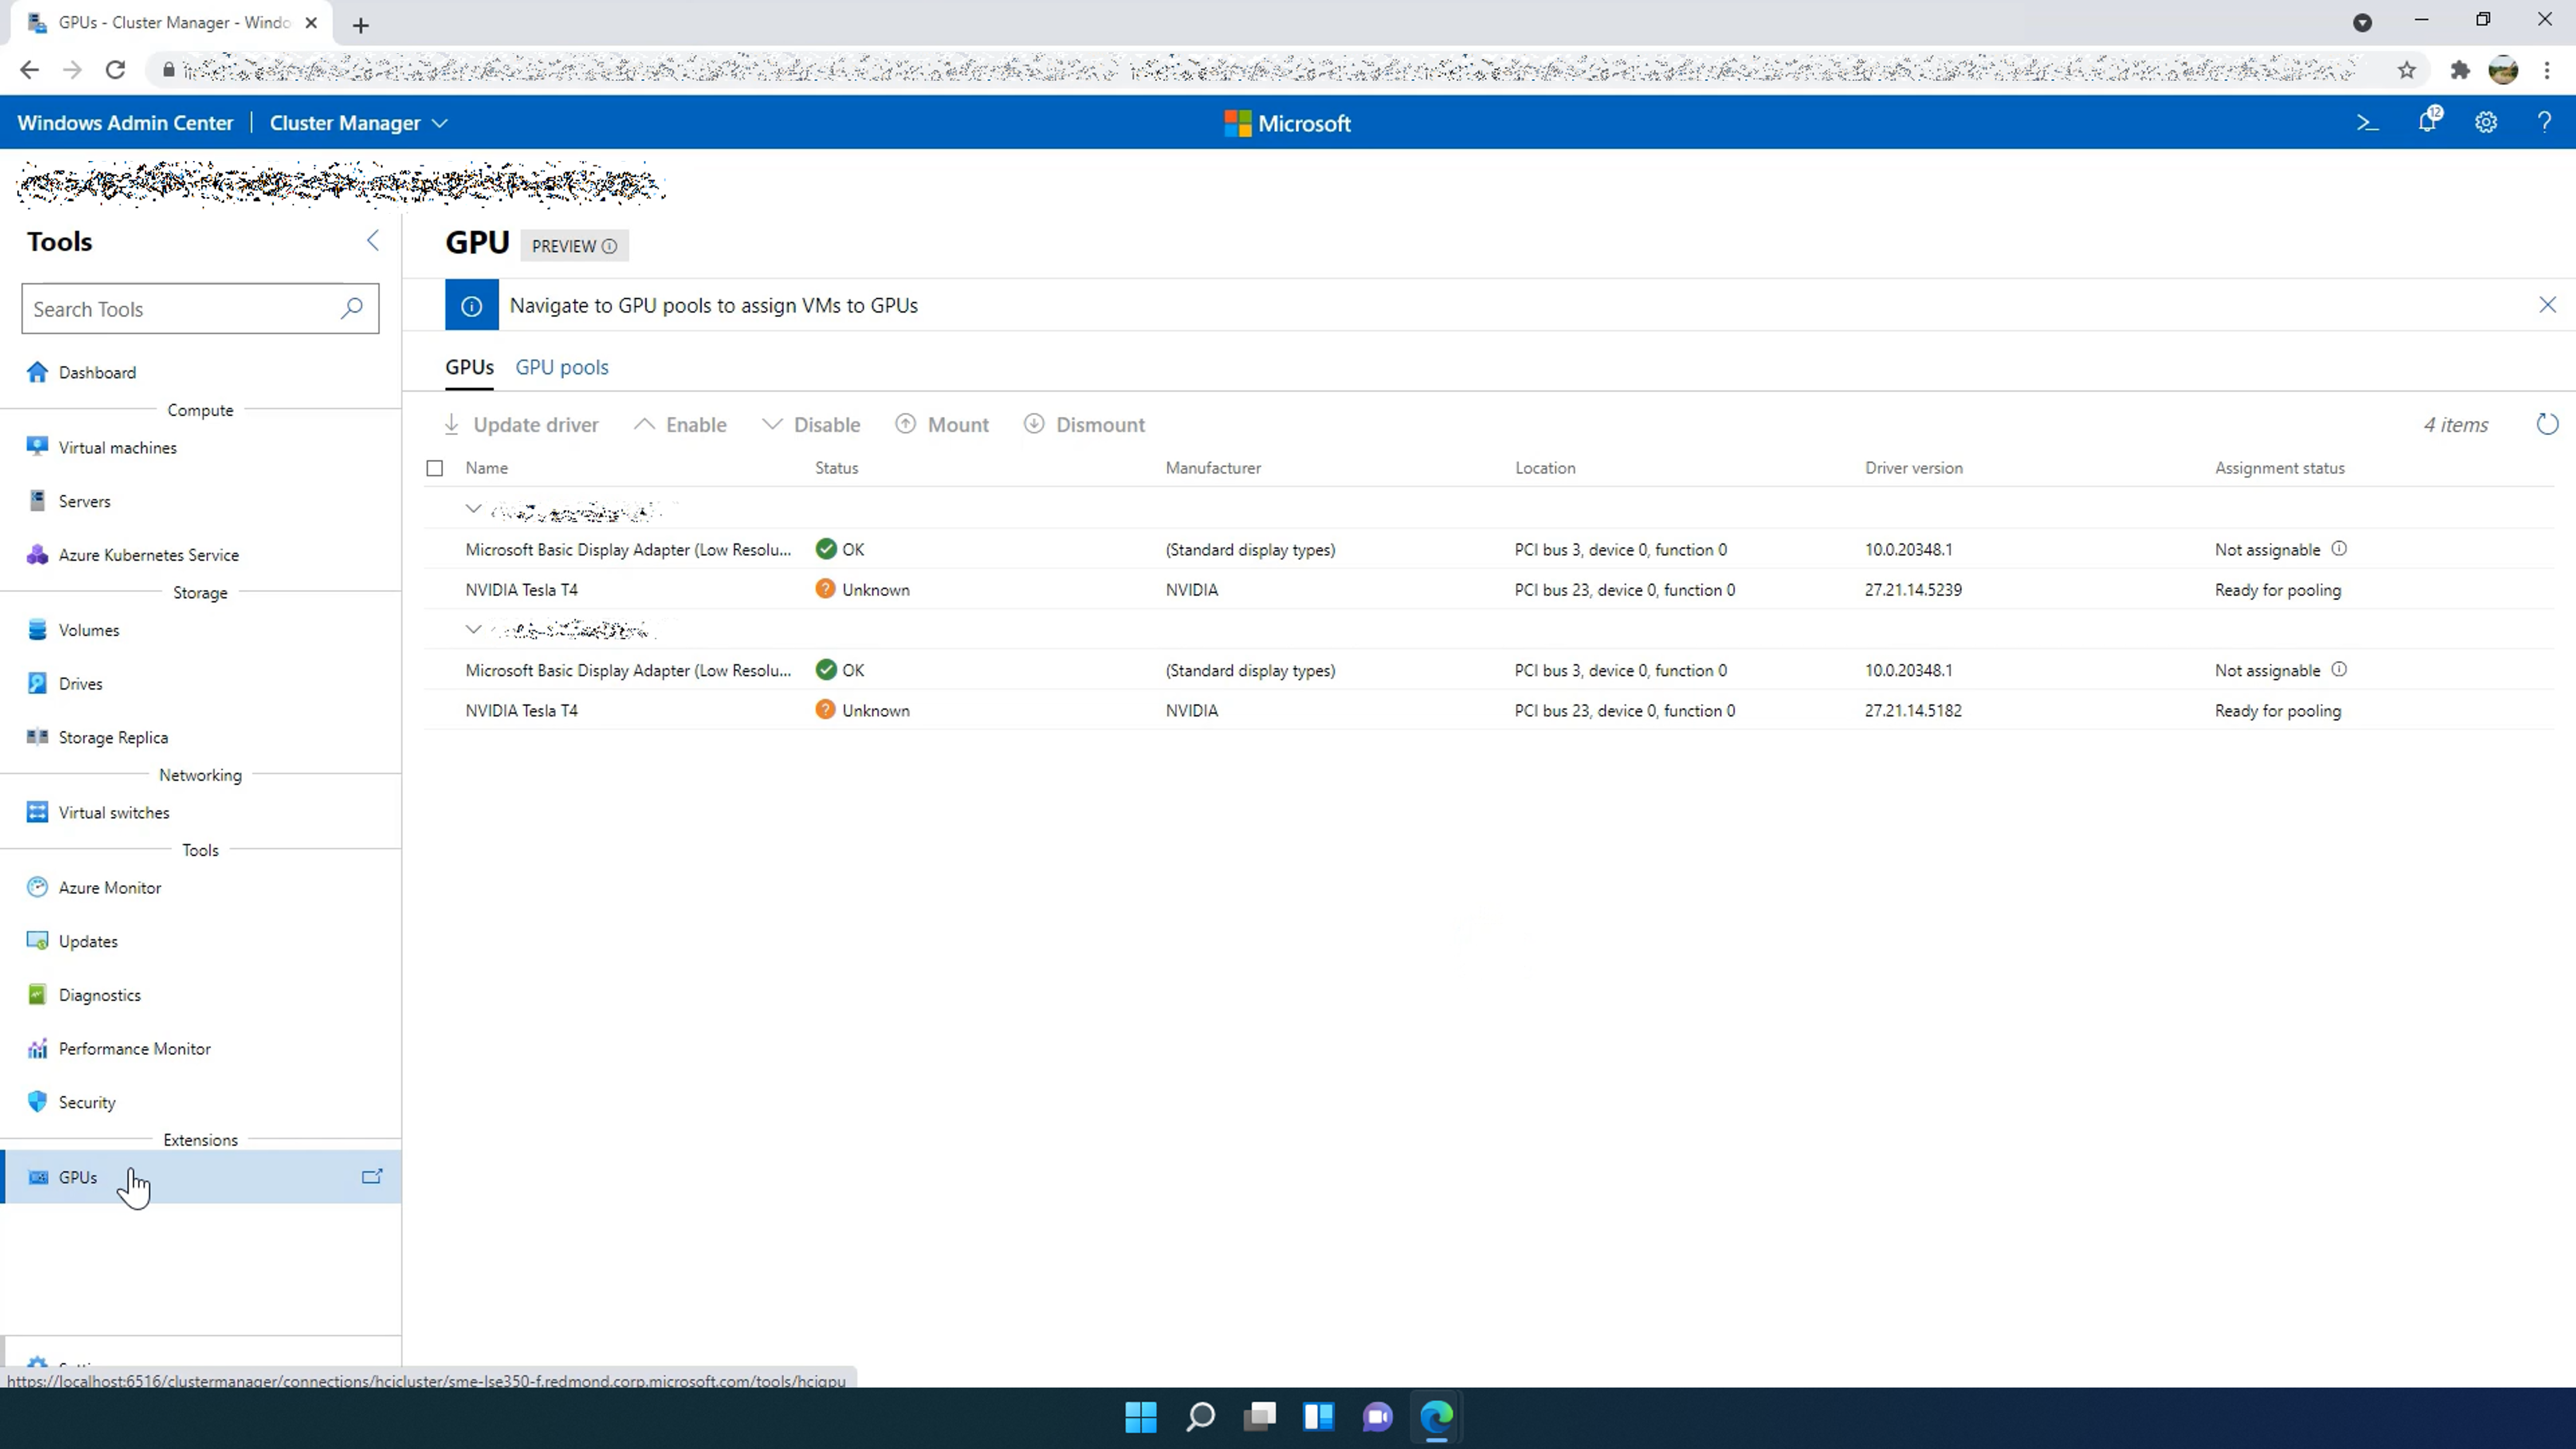 GPUs - Cluster Manager - Windo
Windows Admin Center
Cluster Manager
Microsoft
12
Tools
Search Tools
Dashboard
Compute
Virtual machines
Servers
Azure Kubernetes Service
Storage
Volumes
Drives
Storage Replica
Networking
Virtual switches
Tools
Azure Monitor
Updates
Diagnostics
Performance Monitor
Security
Extensions
GPUs
GPU PREVIEW
Navigate to GPU pools to assign VMs to GPUs
GPUs GPU pools
Update driver Enable Disable Mount Dismount 4 items
Name Status Manufacturer Location Driver version Assignment status
Microsoft Basic Display Adapter (Low Resolu... OK (Standard display types) PCI bus 3, device 0, function 0 10.0.20348.1 Not assignable
NVIDIA Tesla T4 Unknown NVIDIA PCI bus 23, device 0, function 0 27.21.14.5239 Ready for pooling
Microsoft Basic Display Adapter (Low Resolu... OK (Standard display types) PCI bus 3, device 0, function 0 10.0.20348.1 Not assignable
NVIDIA Tesla T4 Unknown NVIDIA PCI bus 23, device 0, function 0 27.21.14.5182 Ready for pooling
https://localhost:6516/clustermanager/connections/hcicluster/sme-lse350-f.redmond.corp.microsoft.com/tools/hcigpu